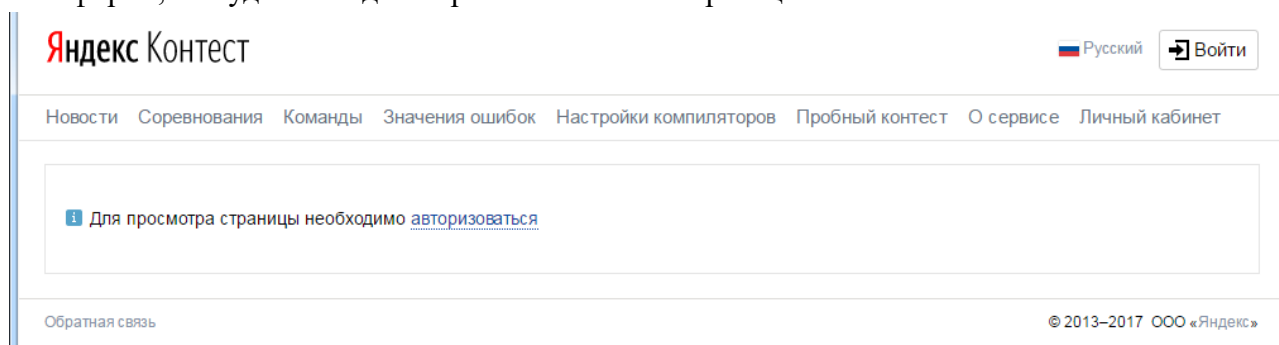 Яндекс Контест
Русский
Войти
Новости Соревнования Команды Значения ошибок Настройки компиляторов Пробный контест О сервисе Личный кабинет
Для просмотра страницы необходимо авторизоваться
Обратная связь
© 2013–2017 ООО «Яндекс»